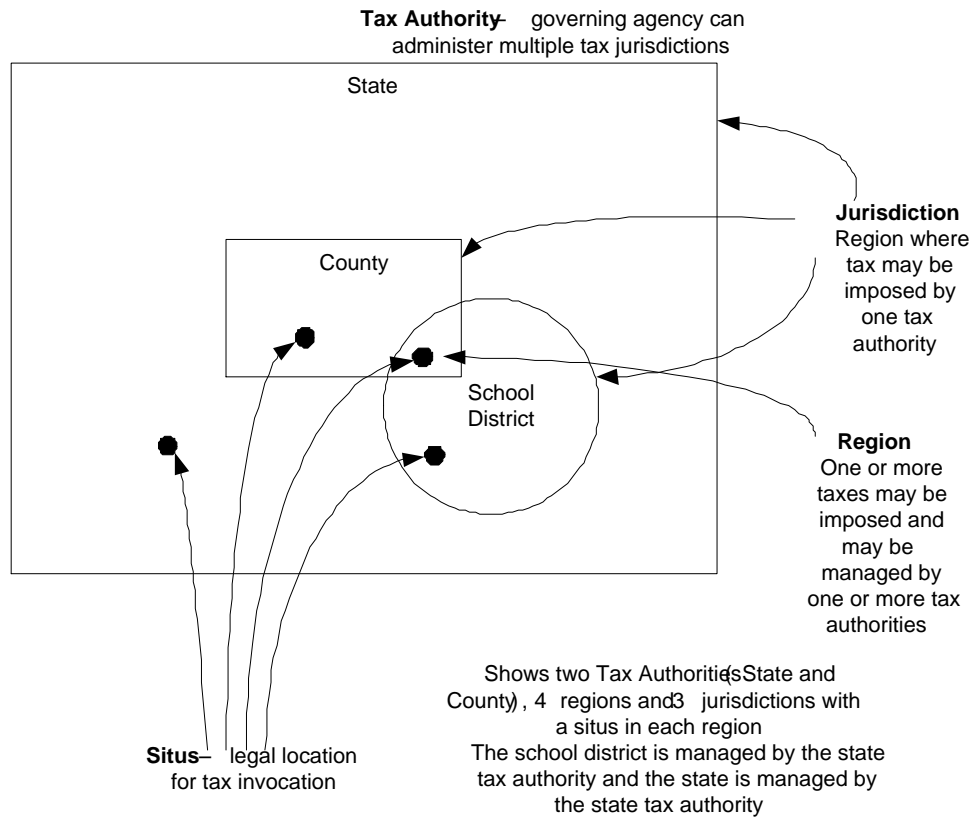 Tax Authority– governing agency can
administer multiple tax jurisdictions
State
Jurisdiction
Region where
tax may be
imposed by
one tax
authority
County
School
District
Region
One or more
taxes may be
imposed and
may be
managed by
one or more tax
authorities
Shows two Tax Authorities(State and
County) , 4 regions and3 jurisdictions with
a situs in each region
The school district is managed by the state
tax authority and the state is managed by
the state tax authority
Situs– legal location
for tax invocation